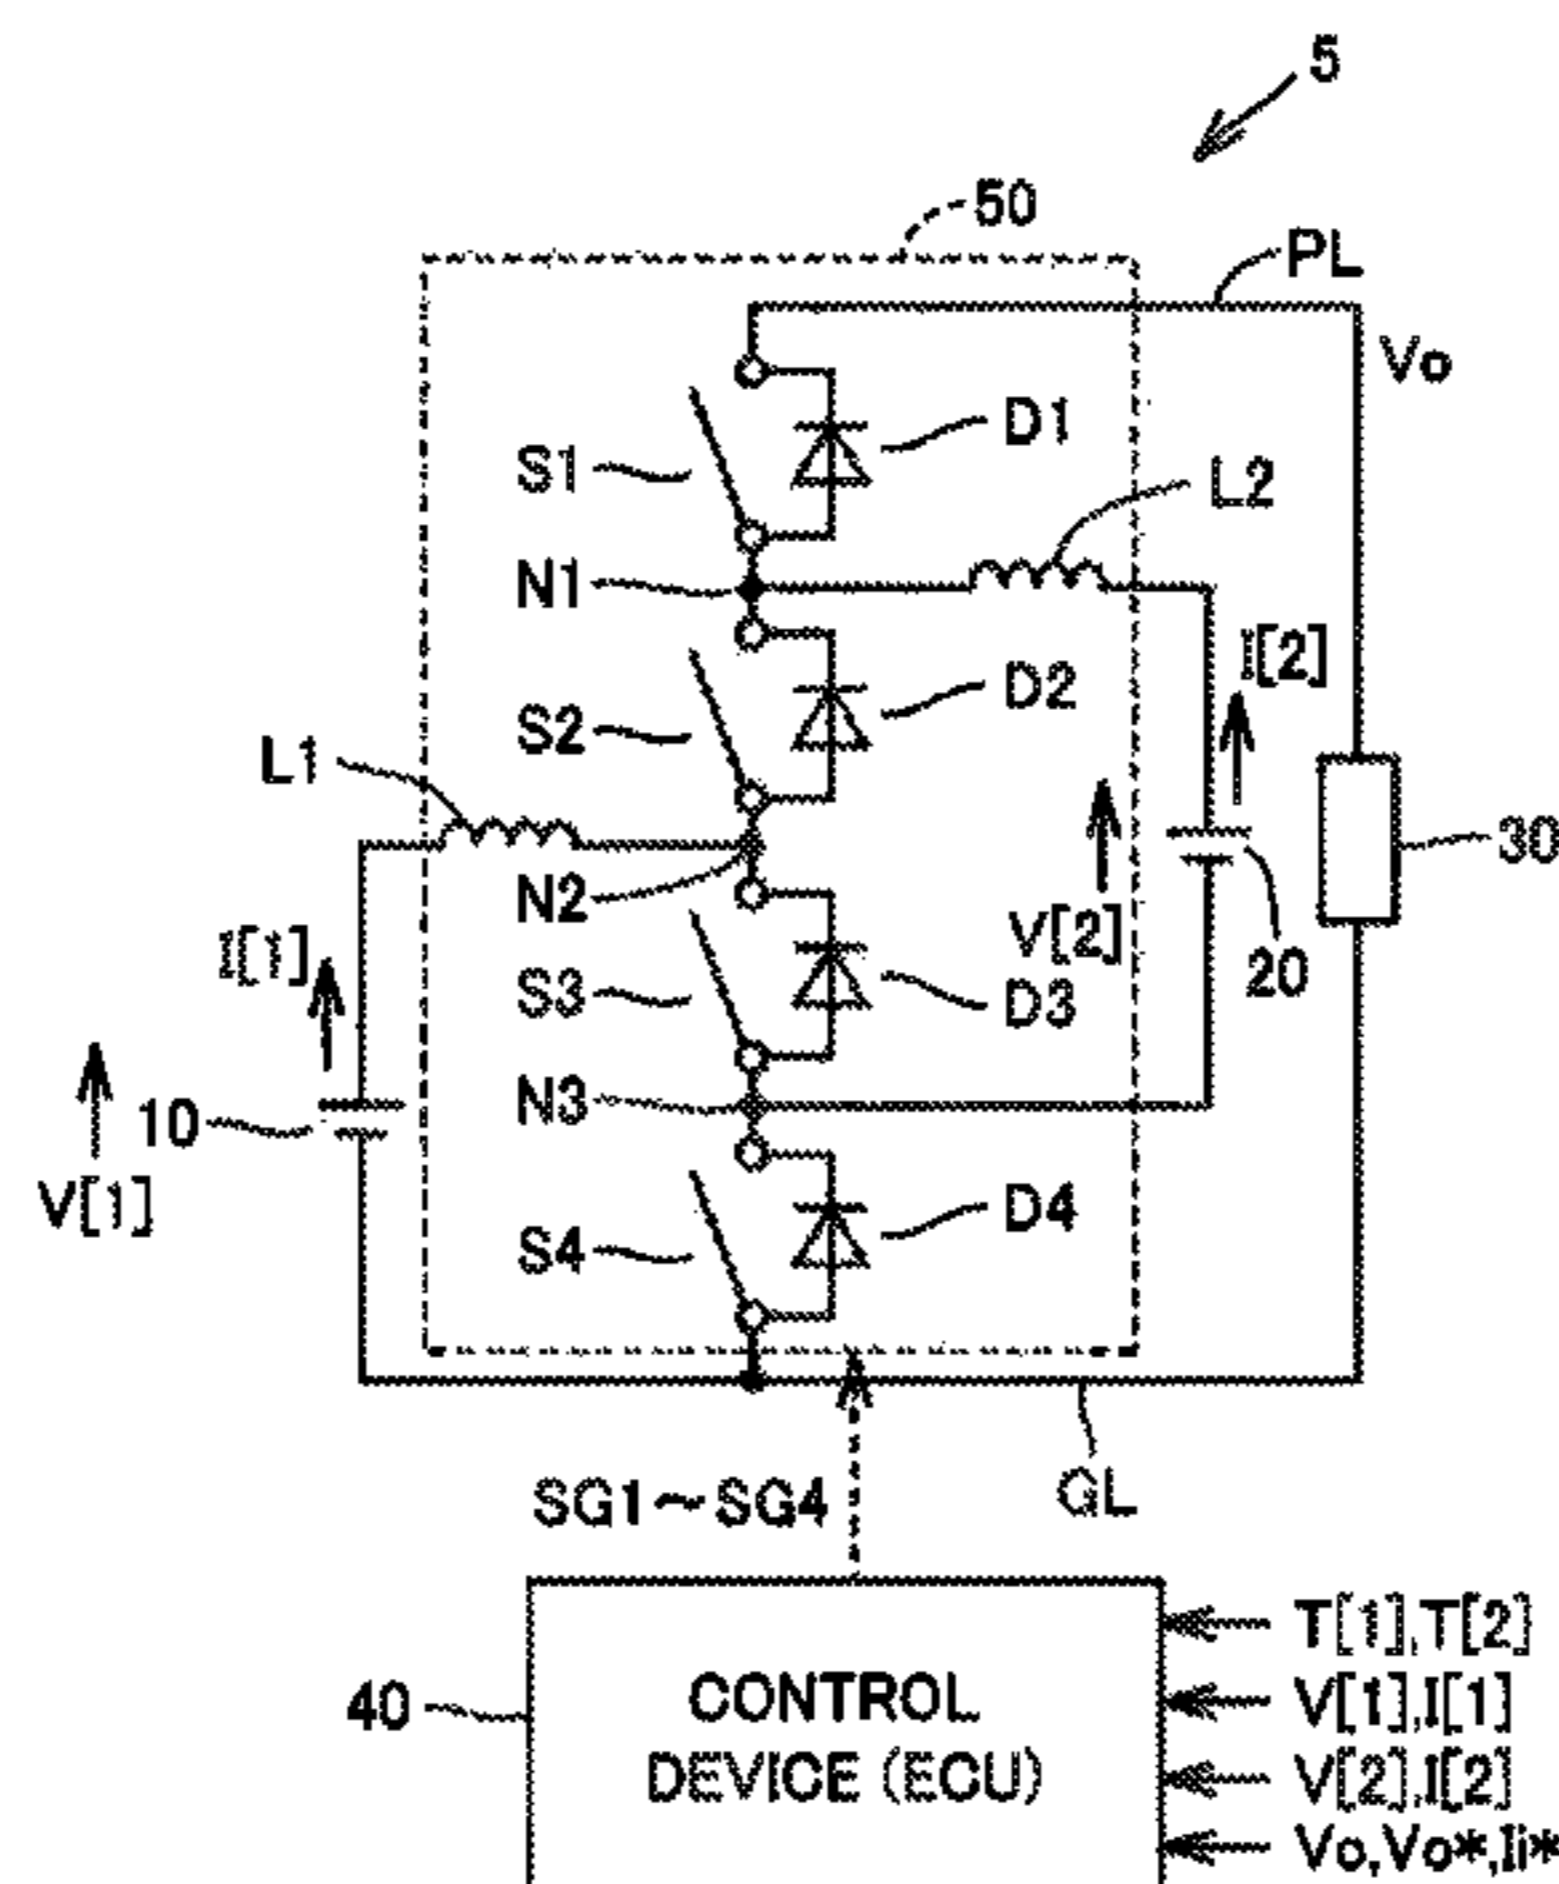 5
50
PL
Vo
D1
S1
L2
N1
I[2]
D2
S2
L1
30
N2
V[2]
I[1]
20
S3
D3
N3
10
V[1]
D4
S4
SG1～SG4
GL
T[1],T[2]
40
CONTROL
V[1],I[1]
DEVICE (ECU)
V[2],I[2]
Vo,Vo*,Ii*